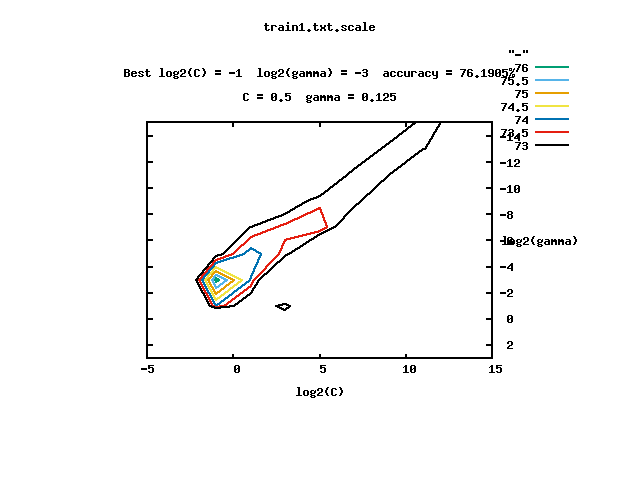 train1.txt.scale
"-"
Best log2(C) = -1 log2(gamma) = -3 accuracy = 76.1905%
76
75.5
C = 0.5 gamma = 0.125
75
74.5
74
73.5
73
-14
-12
-10
-8
-6
log2(gamma)
-4
-2
0
2
-5 0 5 10 15
log2(C)